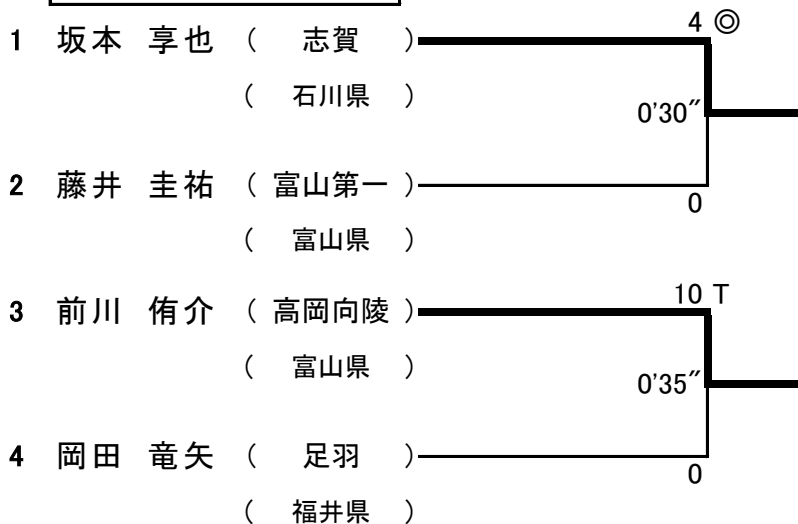 4 ◎
1 坂本 享也 ( 志賀 )
( 石川県 )
0'30″
2 藤井 圭祐 ( 富山第一 )
0
( 富山県 )
10 T
3 前川 侑介 ( 高岡向陵 )
( 富山県 )
0'35″
4 岡田 竜矢 ( 足羽 )
0
( 福井県 )